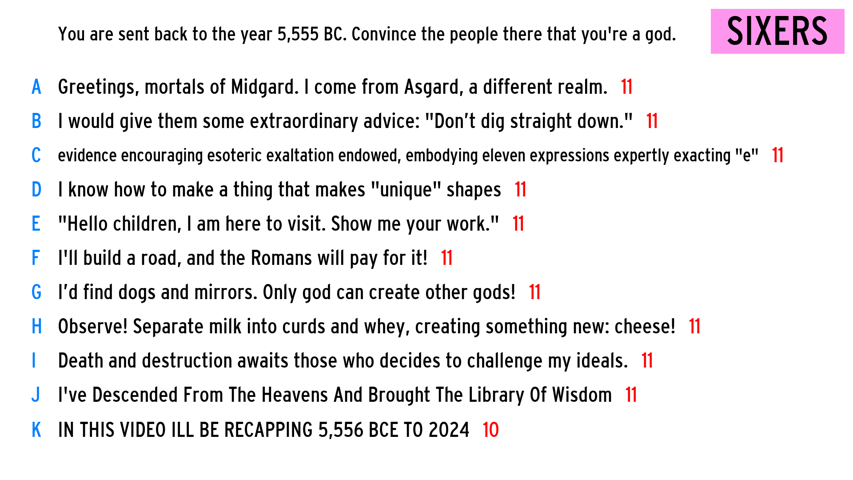 You are sent back to the year 5,555 BC. Convince the people there that you're a god.
SIXERS
A Greetings, mortals of Midgard. I come from Asgard, a different realm. 11
B I would give them some extraordinary advice: "Don’t dig straight down." 11
C evidence encouraging esoteric exaltation endowed, embodying eleven expressions expertly exacting "e" 11
D I know how to make a thing that makes "unique" shapes 11
E "Hello children, I am here to visit. Show me your work." 11
F I'll build a road, and the Romans will pay for it! 11
G I’d find dogs and mirrors. Only god can create other gods! 11
H Observe! Separate milk into curds and whey, creating something new: cheese! 11
I Death and destruction awaits those who decides to challenge my ideals. 11
J I've Descended From The Heavens And Brought The Library Of Wisdom 11
K IN THIS VIDEO ILL BE RECAPPING 5,556 BCE TO 2024 10